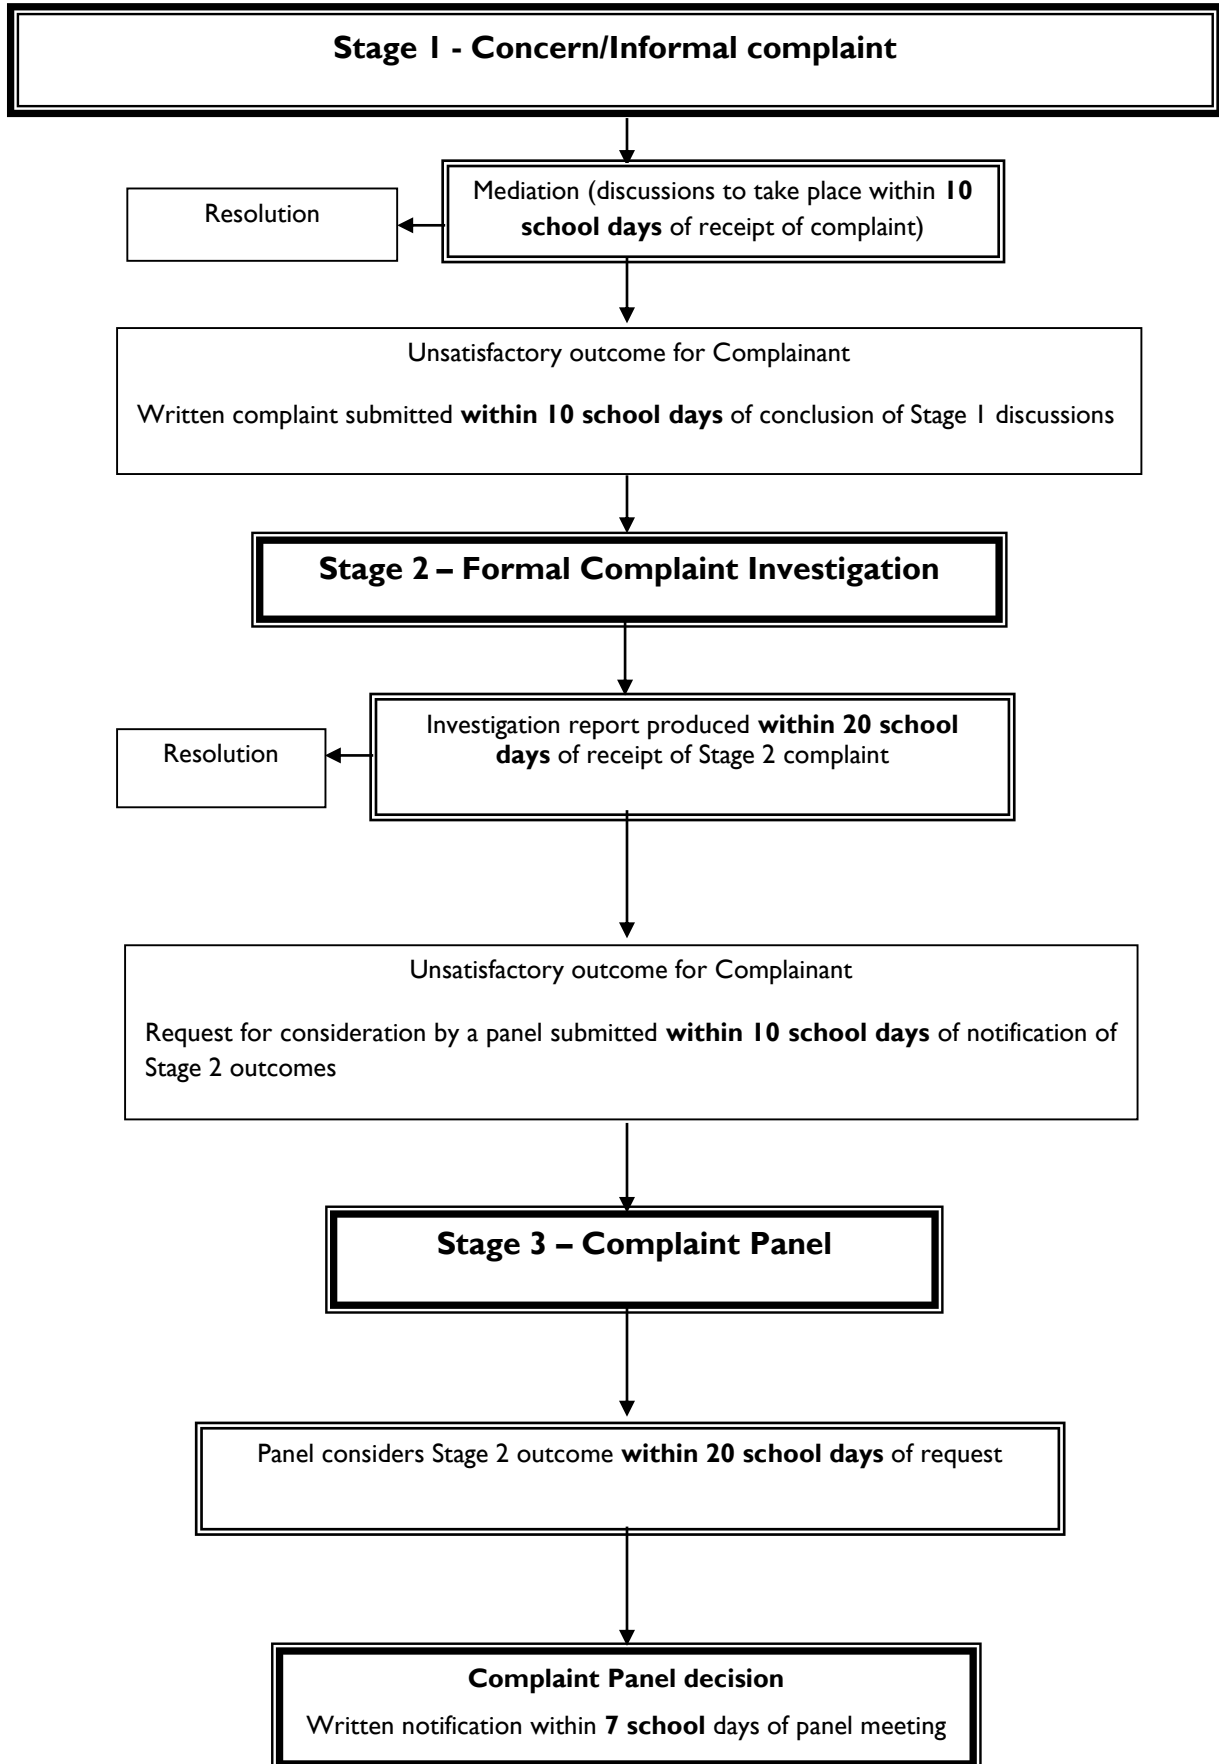 Stage 1 - Concern/Informal complaint
Mediation (discussions to take place within 10
school days of receipt of complaint)
Resolution
Unsatisfactory outcome for Complainant
Written complaint submitted within 10 school days of conclusion of Stage 1 discussions
Stage 2 – Formal Complaint Investigation
Investigation report produced within 20 school
days of receipt of Stage 2 complaint
Resolution
Unsatisfactory outcome for Complainant
Request for consideration by a panel submitted within 10 school days of notification of
Stage 2 outcomes
Stage 3 – Complaint Panel
Panel considers Stage 2 outcome within 20 school days of request
Complaint Panel decision
Written notification within 7 school days of panel meeting